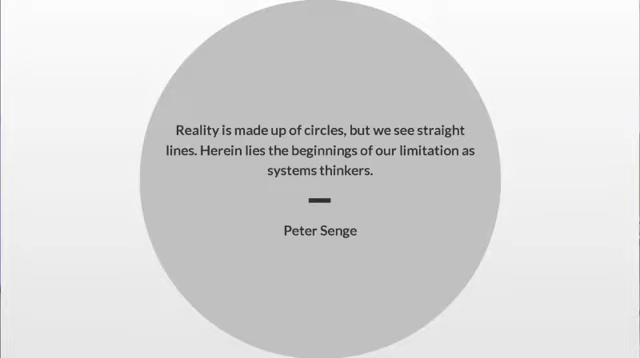 Reality is made up of circles, but we see straight
lines. Herein lies the beginnings of our limitation as
systems thinkers.
Peter Senge